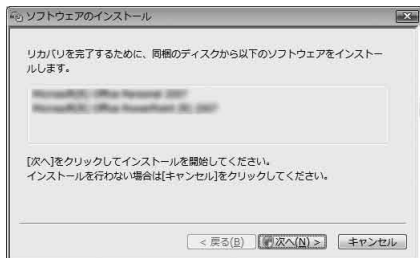 ソフトウェアのインストール
リカバリを完了するために、同梱のディスクから以下のソフトウェアをインストー
ルします。
[次へ]をクリックしてインストールを開始してください。
インストールを行わない場合は[キャンセル]をクリックしてください。
< 戻る(B) 次へ(N) > キャンセル